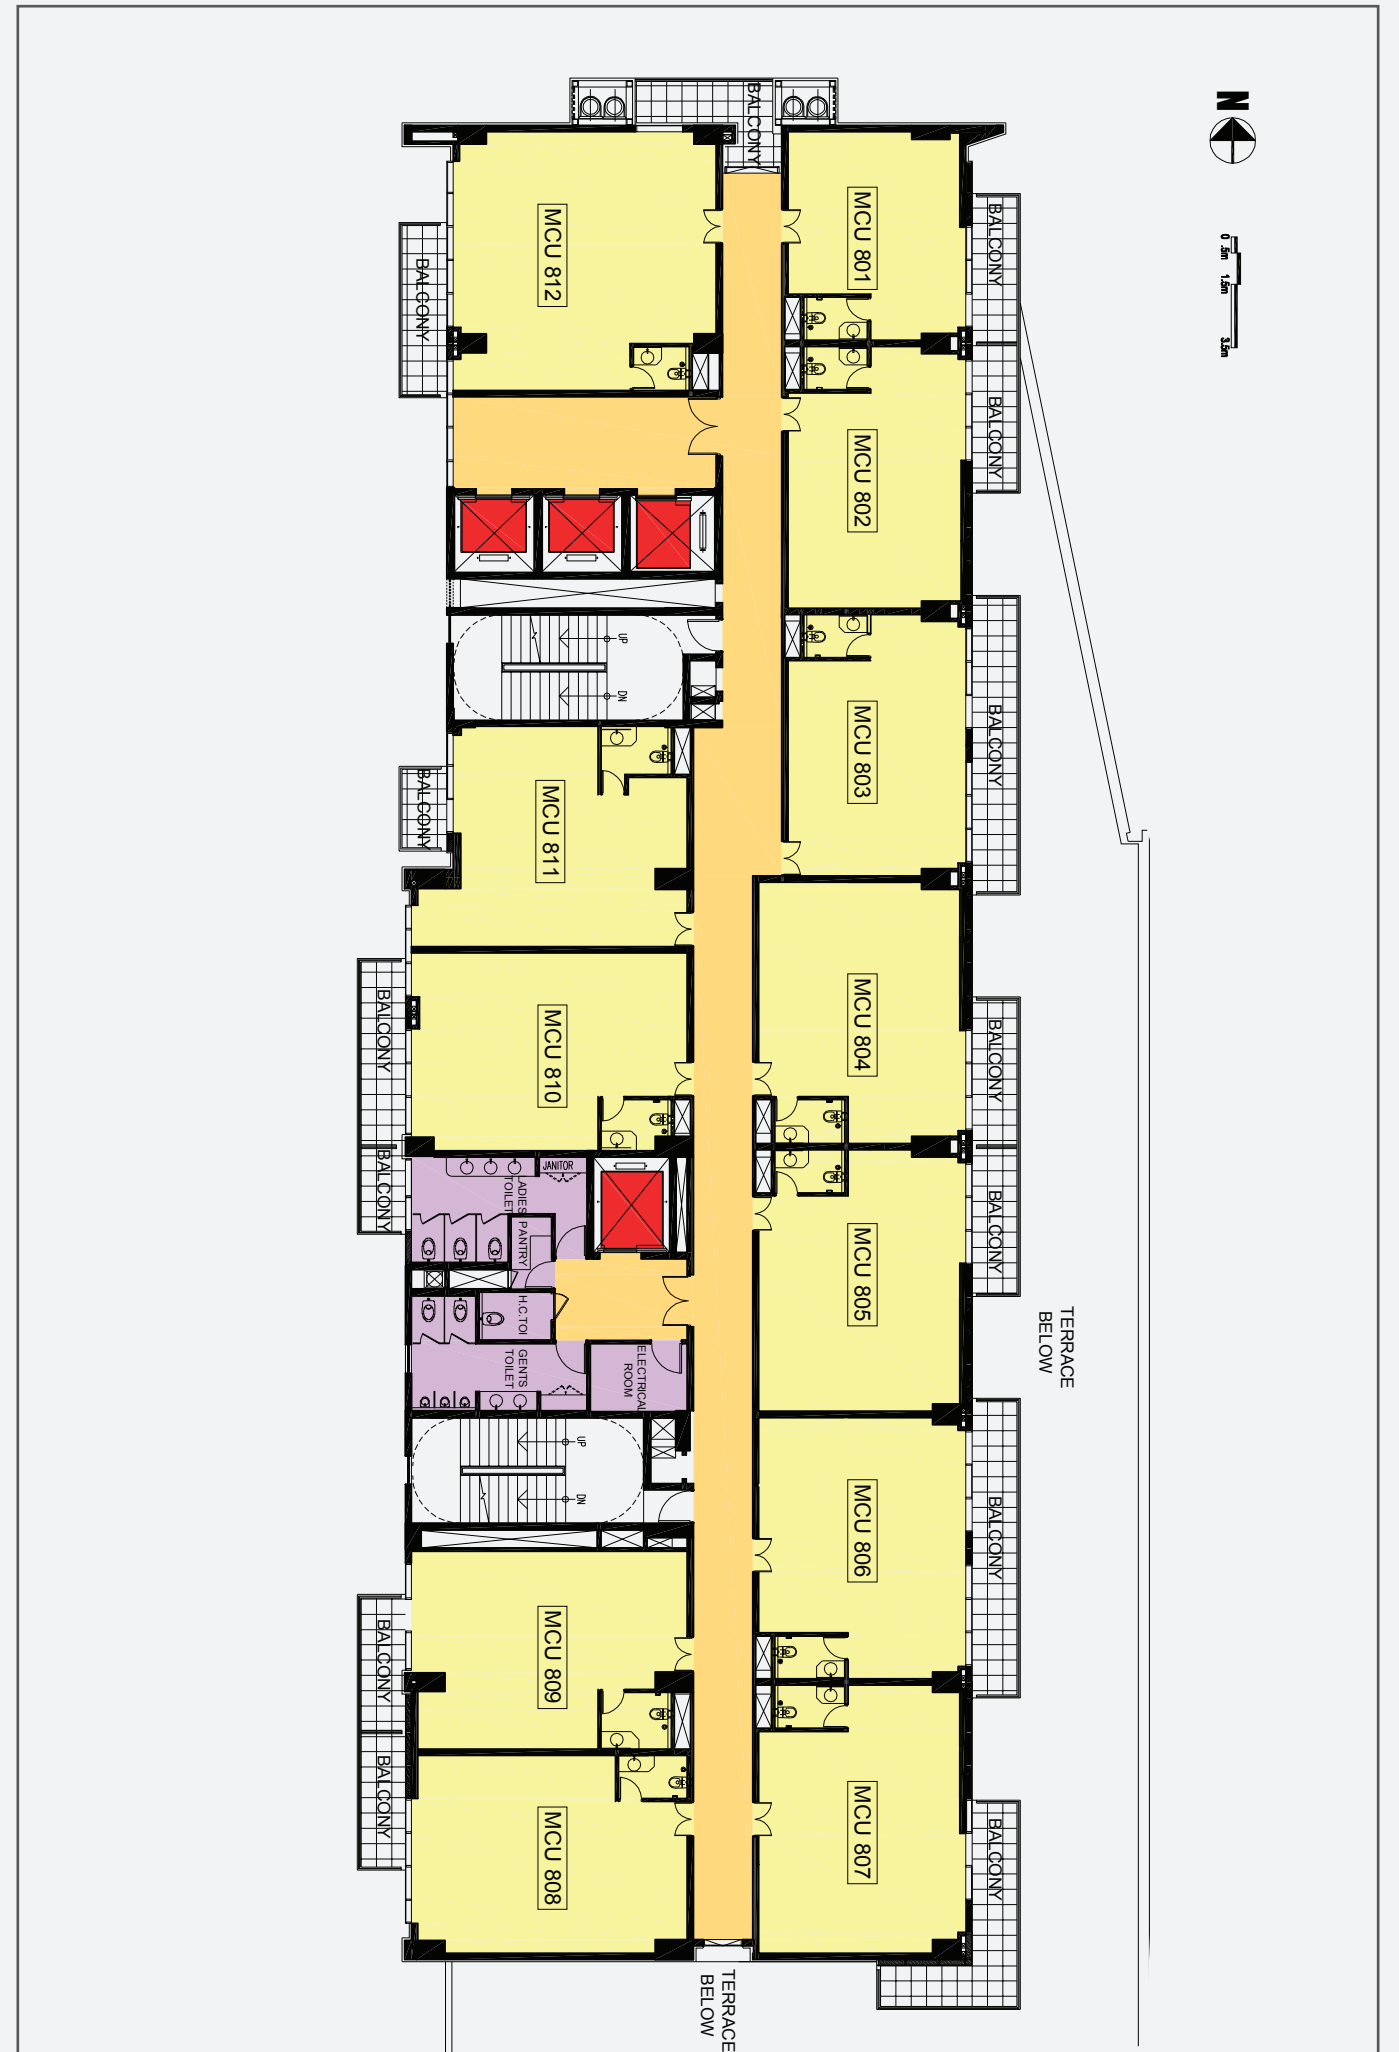 N
0 .5m 1.5m 3.5m
BALCONY
BALCONY
MCU 812
BALCONY
MCU 801
BALCONY
BALCONY
MCU 802
BALCONY
UP
DN
MCU 803
BALCONY
MCU 811
BALCONY
MCU 810
BALCONY
MCU 804
BALCONY
BALCONY
JANITOR
LADIES
TOILET
PANTRY
H.C.TOI
GENTS
TOILET
ELECTRICAL
ROOM
MCU 805
BALCONY
TERRACE
BELOW
UP
DN
MCU 806
BALCONY
MCU 809
BALCONY
MCU 808
BALCONY
MCU 807
BALCONY
TERRACE
BELOW